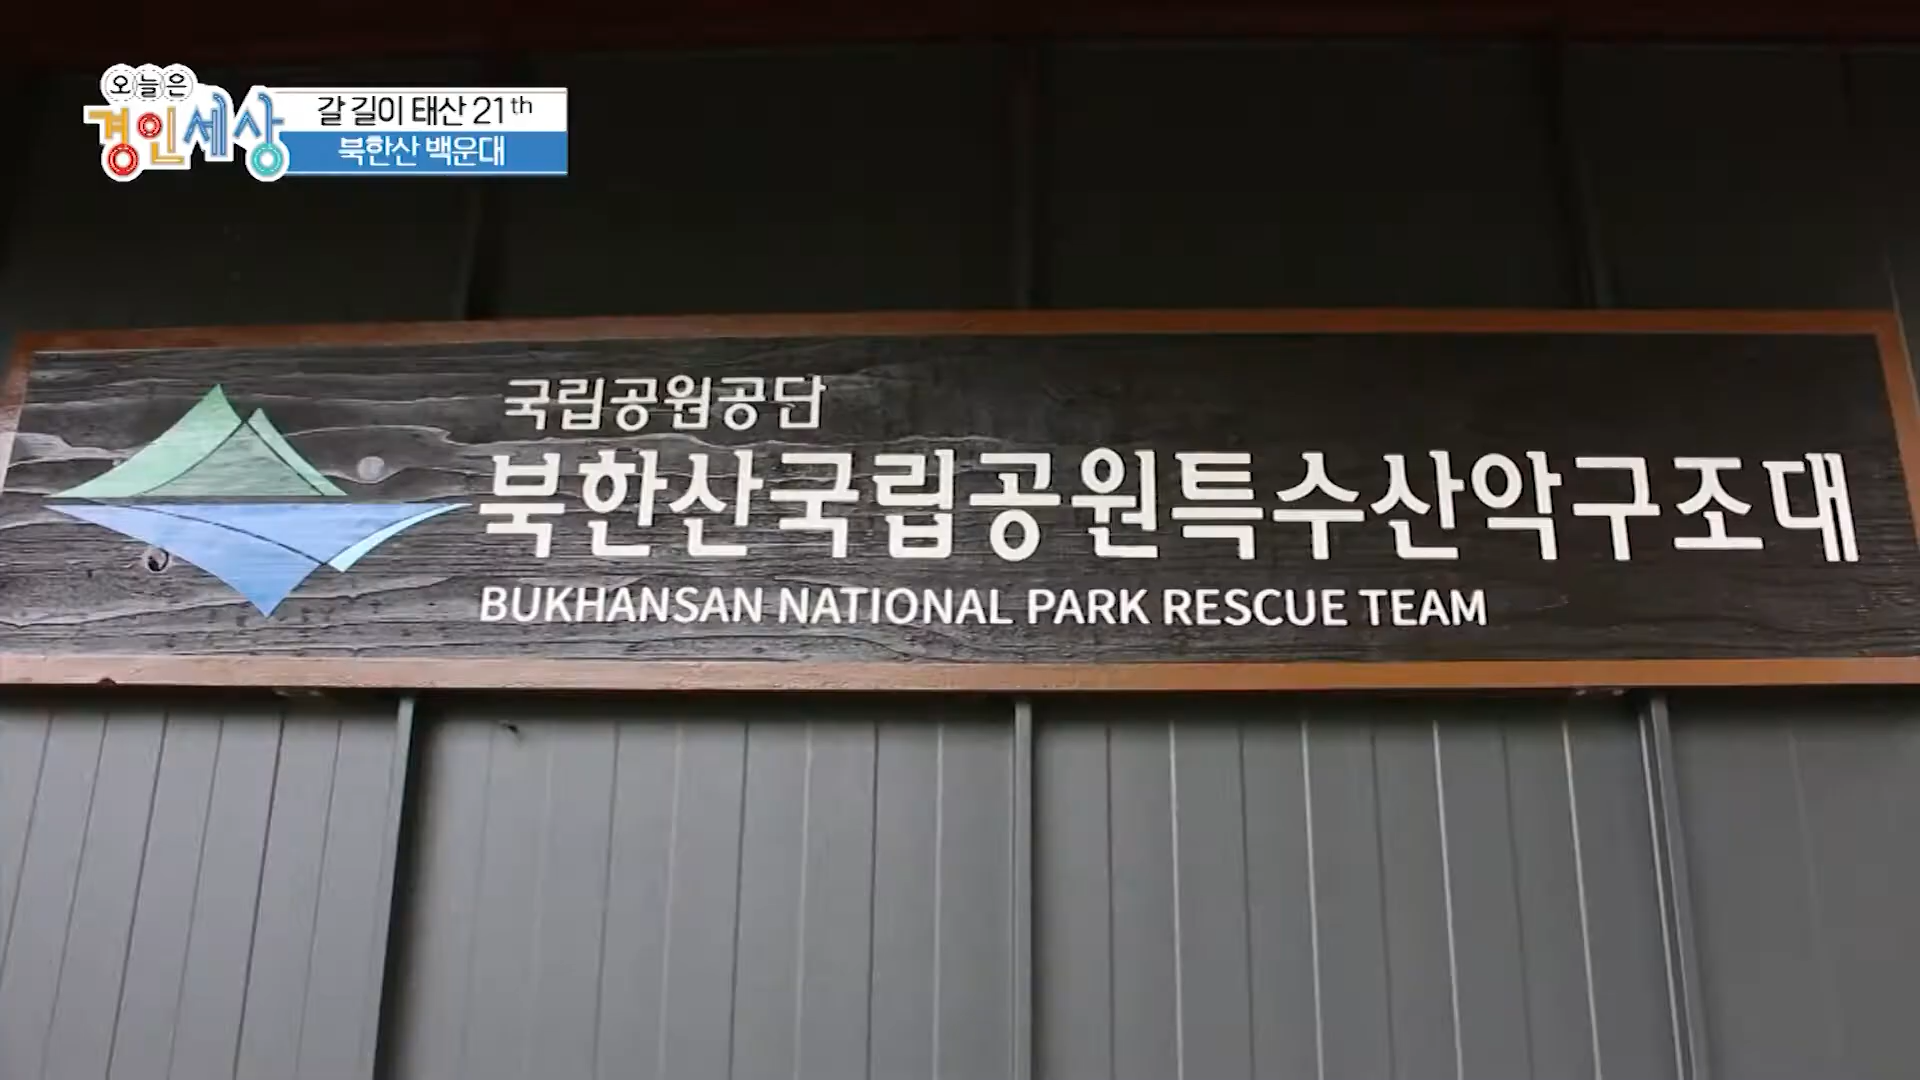 오늘은
경인세상
갈 길이 태산 21th
북한산 백운대
국립공원공단
북한산국립공원특수산악구조대
BUKHANSAN NATIONAL PARK RESCUE TEAM